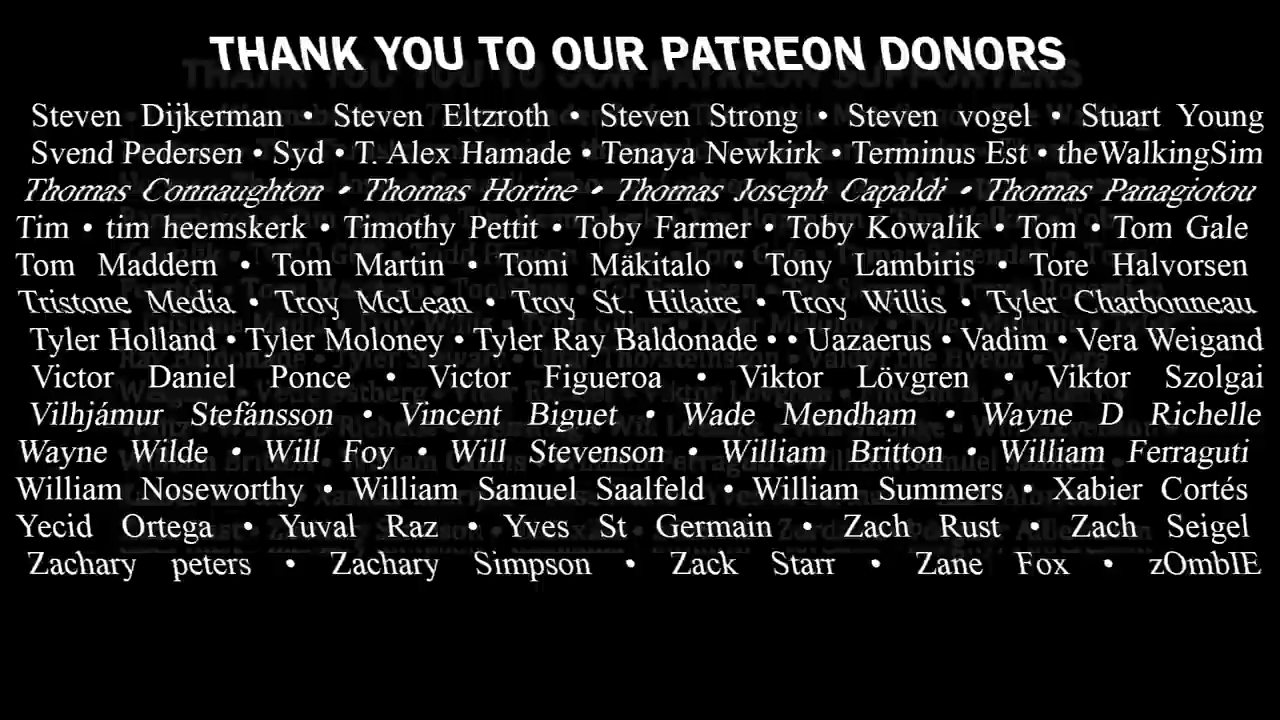 THANK YOU TO OUR PATREON DONORS
Steven Dijkerman • Steven Eltzroth • Steven Strong • Steven vogel • Stuart Young
Svend Pedersen • Syd • T. Alex Hamade • Tenaya Newkirk • Terminus Est • theWalkingSim
Thomas Connaughton • Thomas Horine • Thomas Joseph Capaldi • Thomas Panagiotou
Tim • tim heemskerk • Timothy Pettit • Toby Farmer • Toby Kowalik • Tom • Tom Gale
Tom Maddern • Tom Martin • Tomi Mäkitalo • Tony Lambiris • Tore Halvorsen
Tristone Media • Troy McLean • Troy St. Hilaire • Troy Willis • Tyler Charbonneau
Tyler Holland • Tyler Moloney • Tyler Ray Baldonade • • Uazaerus • Vadim • Vera Weigand
Victor Daniel Ponce • Victor Figueroa • Viktor Lövgren • Viktor Szolgai
Vilhjámur Stefánsson • Vincent Biguet • Wade Mendham • Wayne D Richelle
Wayne Wilde • Will Foy • Will Stevenson • William Britton • William Ferraguti
William Noseworthy • William Samuel Saalfeld • William Summers • Xabier Cortés
Yecid Ortega • Yuval Raz • Yves St Germain • Zach Rust • Zach Seigel
Zachary peters • Zachary Simpson • Zack Starr • Zane Fox • zOmbIE